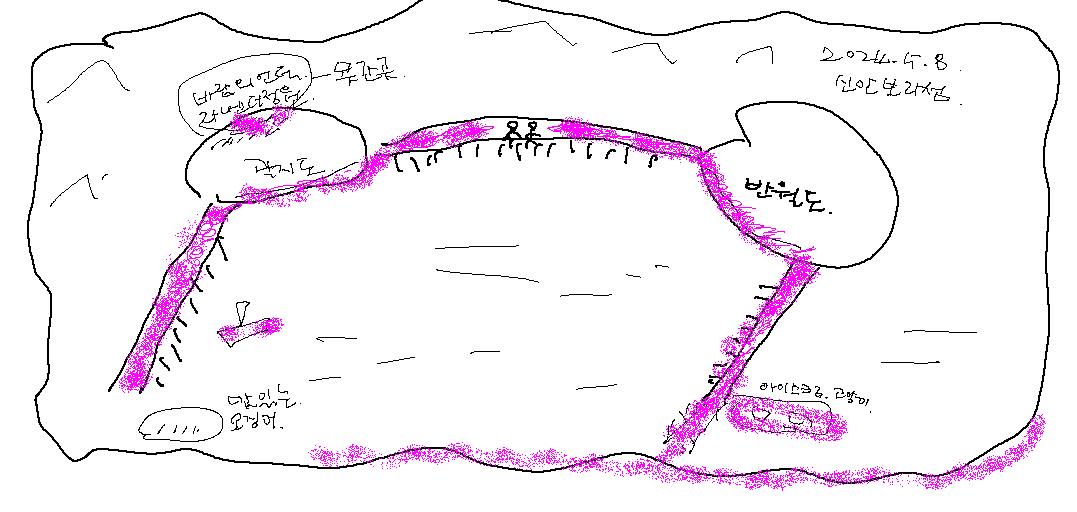 2024.5.8.
신안보라섬.
바람의 언덕.
라벤더정원
무한곳.
박지도
반월도.
맛있는
오징어.
아이스크림. 고양이.